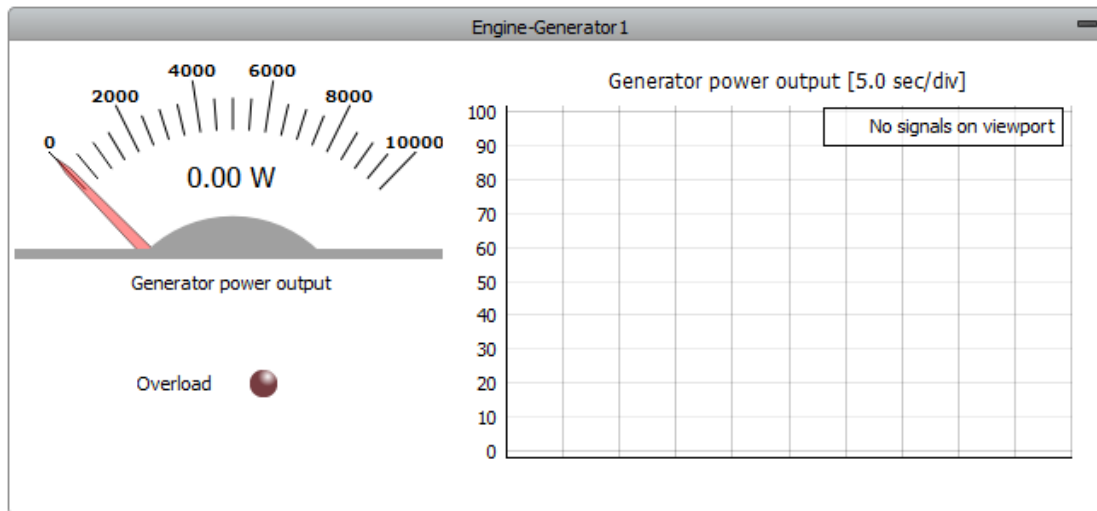 Engine-Generator1
0
2000
4000
6000
8000
10000
0.00 W
Generator power output
Overload
Generator power output [5.0 sec/div]
No signals on viewport
100
90
80
70
60
50
40
30
20
10
0